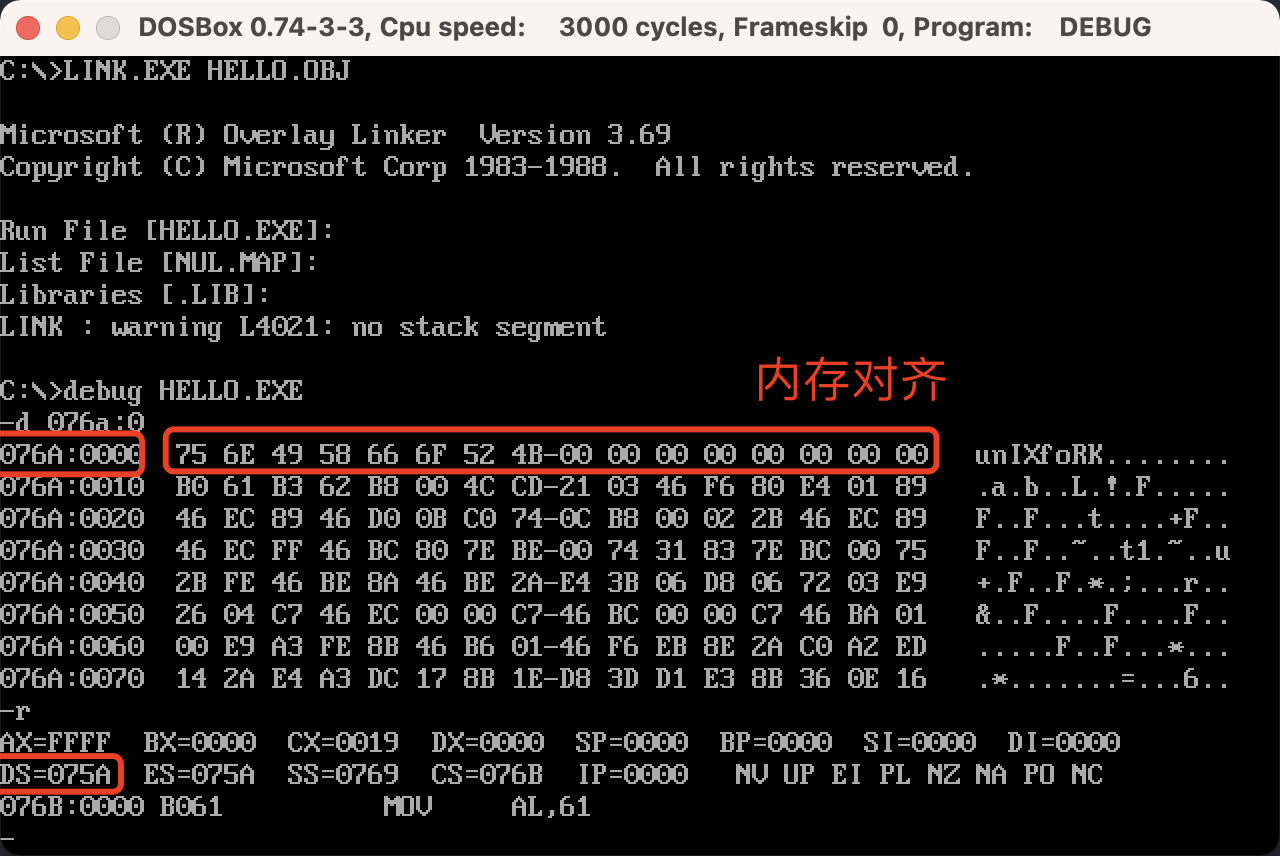 DOSBox 0.74-3-3, Cpu speed: 3000 cycles, Frameskip 0, Program: DEBUG
C:\>LINK.EXE HELLO.OBJ
Microsoft (R) Overlay Linker Version 3.69
Copyright (C) Microsoft Corp 1983-1988. All rights reserved.
Run File [HELLO.EXE]:
List File [NUL.MAP]:
Libraries [.LIB]:
LINK : warning L4021: no stack segment
内存对齐
C:\>debug HELLO.EXE
-d 076a:0
076A:0000 75 6E 49 58 66 6F 52 4B-00 00 00 00 00 00 00 00 unIXfoRK........
076A:0010 B0 61 B3 62 B8 00 4C CD-21 03 46 F6 80 E4 01 89 .a.b..L.!.F.....
076A:0020 46 EC 89 46 D0 0B C0 74-0C B8 00 02 2B 46 EC 89 F..F...t....+F..
076A:0030 46 EC FF 46 BC 80 7E BE-00 74 31 83 7E BC 00 75 F..F..~..t1.~..u
076A:0040 2B FE 46 BE 8A 46 BE 2A-E4 3B 06 D8 06 72 03 E9 +.F..F.*.;...r..
076A:0050 26 04 C7 46 EC 00 00 C7-46 BC 00 00 C7 46 BA 01 &..F....F....F..
076A:0060 00 E9 A3 FE 8B 46 B6 01-46 F6 EB 8E 2A C0 A2 ED .....F..F...*...
076A:0070 14 2A E4 A3 DC 17 8B 1E-D8 3D D1 E3 8B 36 0E 16 .*.......=...6..
-r
AX=FFFF BX=0000 CX=0019 DX=0000 SP=0000 BP=0000 SI=0000 DI=0000
DS=075A ES=075A SS=0769 CS=076B IP=0000 NV UP EI PL NZ NA PO NC
076B:0000 B061 MOV AL,61
-